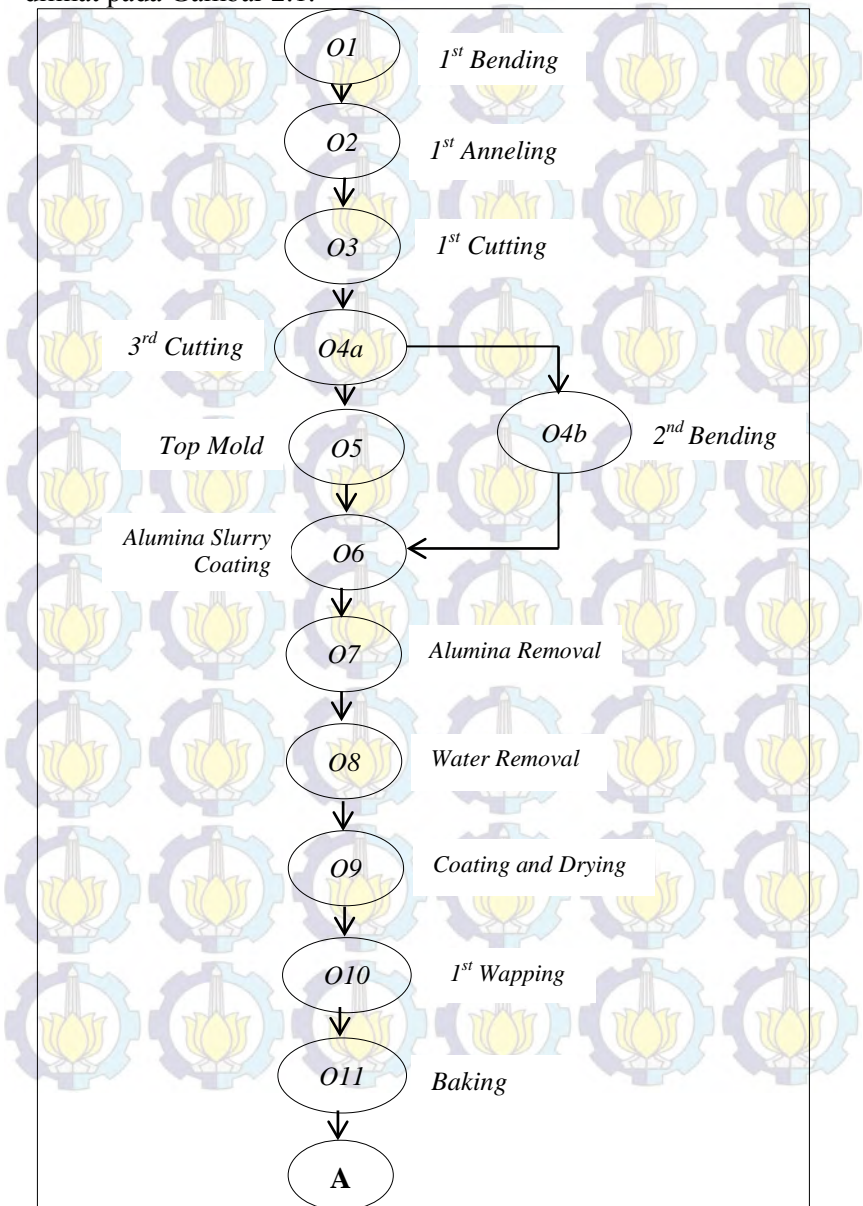 dilihat pada Gambar 2.1.
O1 1st Bending
O2 1st Anneling
O3 1st Cutting
3rd Cutting O4a
O4b 2nd Bending
Top Mold O5
Alumina Slurry
Coating O6
O7 Alumina Removal
O8 Water Removal
O9 Coating and Drying
O10 1st Wapping
O11 Baking
A